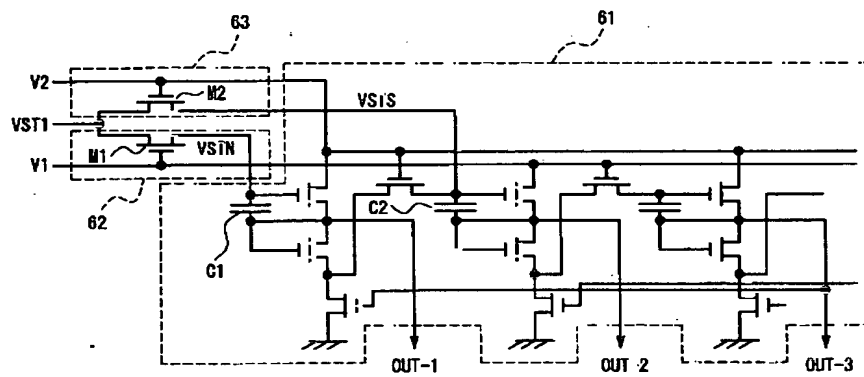 63
61
V2
M2
VSTS
VST1
M1
VSTN
V1
C2
62
C1
OUT-1
OUT-2
OUT-3